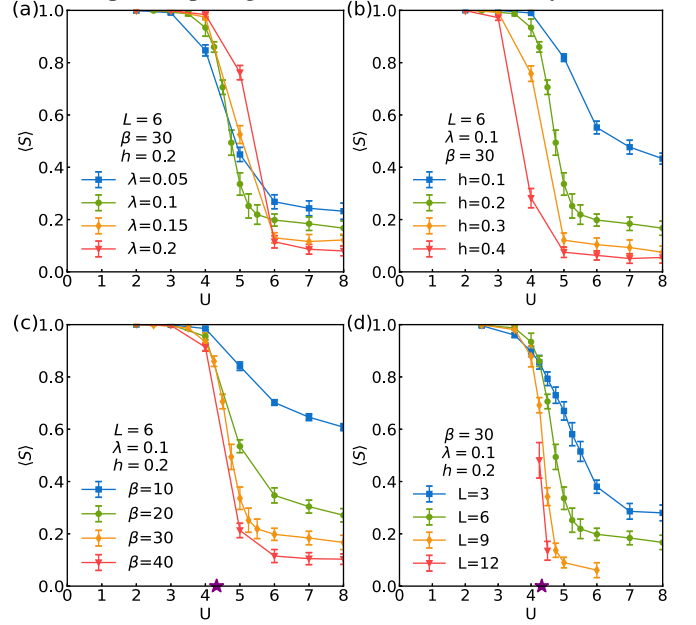 (a)
1.0
0.8
0.6
0.4
0.2
0.0
⟨S⟩
L = 6
β = 30
h = 0.2
λ=0.05
λ=0.1
λ=0.15
λ=0.2
0 1 2 3 4 5 6 7 8
U
(b)
1.0
0.8
0.6
0.4
0.2
0.0
⟨S⟩
L = 6
λ = 0.1
β = 30
h=0.1
h=0.2
h=0.3
h=0.4
0 1 2 3 4 5 6 7 8
U
(c)
1.0
0.8
0.6
0.4
0.2
0.0
⟨S⟩
L = 6
λ = 0.1
h = 0.2
β=10
β=20
β=30
β=40
0 1 2 3 4 5 6 7 8
U
(d)
1.0
0.8
0.6
0.4
0.2
0.0
⟨S⟩
β = 30
λ = 0.1
h = 0.2
L=3
L=6
L=9
L=12
0 1 2 3 4 5 6 7 8
U